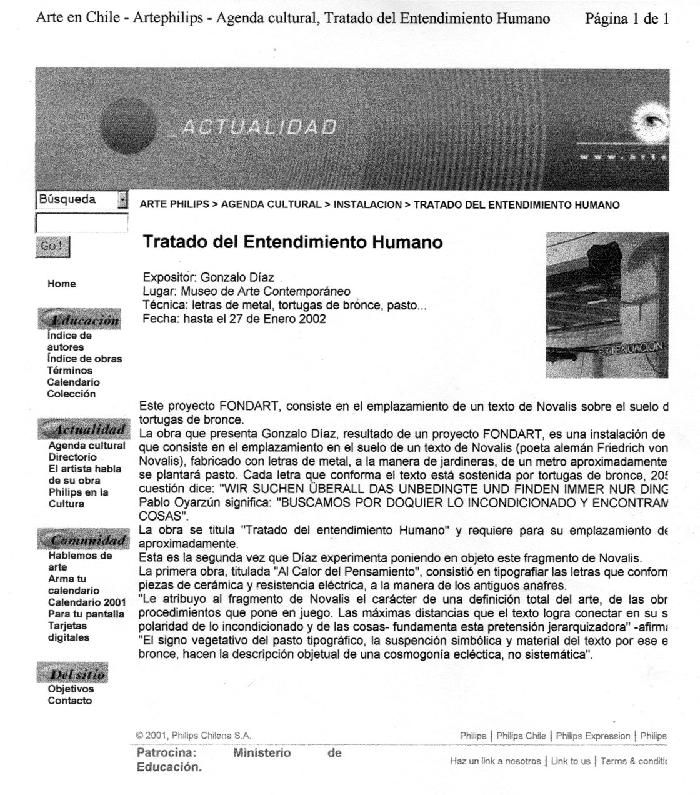 Arte en Chile - Artephilips - Agenda cultural, Tratado del Entendimiento Humano Página 1 de 1
_ACTUALIDAD
www.arte
Búsqueda
Go!
ARTE PHILIPS > AGENDA CULTURAL > INSTALACION > TRATADO DEL ENTENDIMIENTO HUMANO
Tratado del Entendimiento Humano
Expositor: Gonzalo Díaz
Lugar: Museo de Arte Contemporáneo
Técnica: letras de metal, tortugas de bronce, pasto...
Fecha: hasta el 27 de Enero 2002
Home
Educación
Índice de
autores
Índice de obras
Términos
Calendario
Colección
Actualidad
Agenda cultural
Directorio
El artista habla
de su obra
Philips en la
Cultura
Comunidad
Hablemos de
arte
Arma tu
calendario
Calendario 2001
Para tu pantalla
Tarjetas
digitales
Del sitio
Objetivos
Contacto
Este proyecto FONDART, consiste en el emplazamiento de un texto de Novalis sobre el suelo d
tortugas de bronce.
La obra que presenta Gonzalo Díaz, resultado de un proyecto FONDART, es una instalación de
que consiste en el emplazamiento en el suelo de un texto de Novalis (poeta alemán Friedrich von
Novalis), fabricado con letras de metal, a la manera de jardineras, de un metro aproximadamente
se plantará pasto. Cada letra que conforma el texto está sostenida por tortugas de bronce, 205
cuestión dice: "WIR SUCHEN ÜBERALL DAS UNBEDINGTE UND FINDEN IMMER NUR DING
Pablo Oyarzún significa: "BUSCAMOS POR DOQUIER LO INCONDICIONADO Y ENCONTRAM
COSAS".
La obra se titula "Tratado del entendimiento Humano" y requiere para su emplazamiento de
aproximadamente.
Esta es la segunda vez que Díaz experimenta poniendo en objeto este fragmento de Novalis.
La primera obra, titulada "Al Calor del Pensamiento", consistió en tipografiar las letras que conform
piezas de cerámica y resistencia eléctrica, a la manera de los antiguos anafres.
"Le atribuyo al fragmento de Novalis el carácter de una definición total del arte, de las obr
procedimientos que pone en juego. Las máximas distancias que el texto logra conectar en su s
polaridad de lo incondicionado y de las cosas- fundamenta esta pretensión jerarquizadora" -afirma
"El signo vegetativo del pasto tipográfico, la suspensión simbólica y material del texto por ese e
bronce, hacen la descripción objetual de una cosmogonía ecléctica, no sistemática".
© 2001, Philips Chilena S.A. Philips | Philips Chile | Philips Expression | Philips
Patrocina: Ministerio de
Educación.
Haz un link a nosotros | Link to us | Terms & conditi